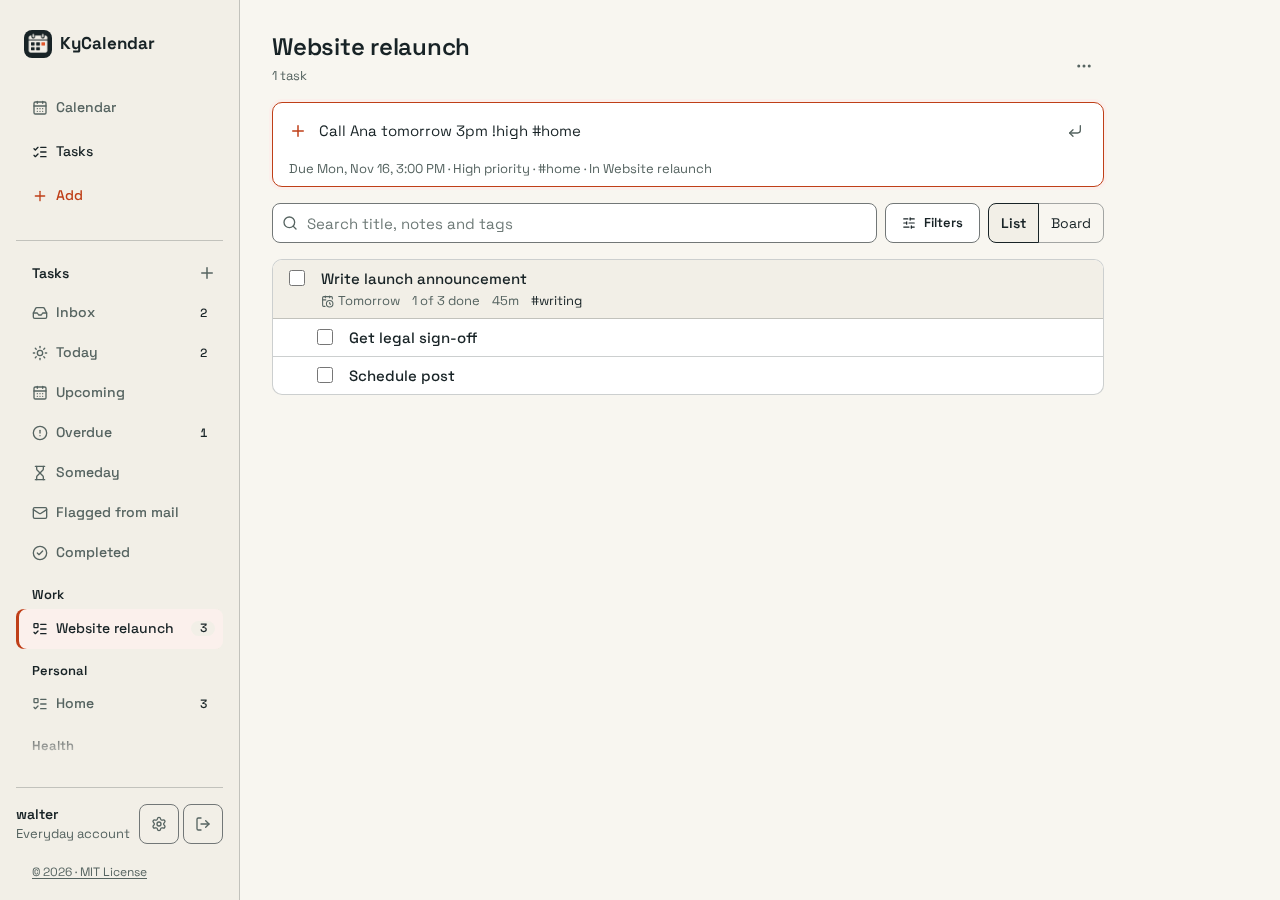 KyCalendar
Calendar
Tasks
Add
Tasks
Inbox 2
Today 2
Upcoming
Overdue 1
Someday
Flagged from mail
Completed
Work
Website relaunch 3
Personal
Home 3
Health
walter
Everyday account
© 2026 · MIT License
Website relaunch
1 task
Call Ana tomorrow 3pm !high #home
Due Mon, Nov 16, 3:00 PM · High priority · #home · In Website relaunch
Search title, notes and tags
Filters
List Board
Write launch announcement
Tomorrow 1 of 3 done 45m #writing
Get legal sign-off
Schedule post